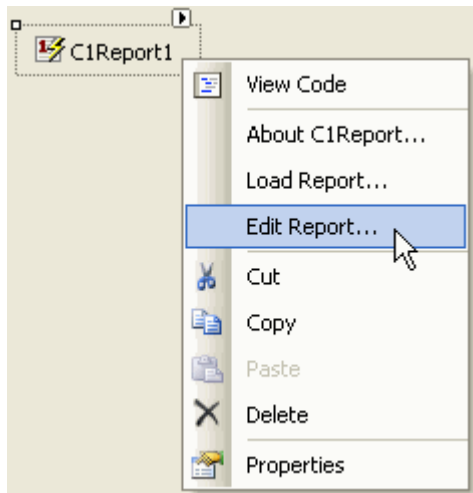 C1Report1
View Code
About C1Report...
Load Report...
Edit Report...
Cut
Copy
Paste
Delete
Properties